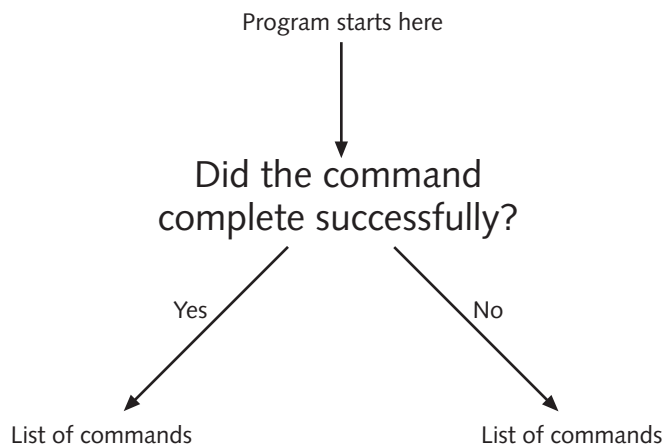 Program starts here
Did the command
complete successfully?
Yes
No
List of commands
List of commands